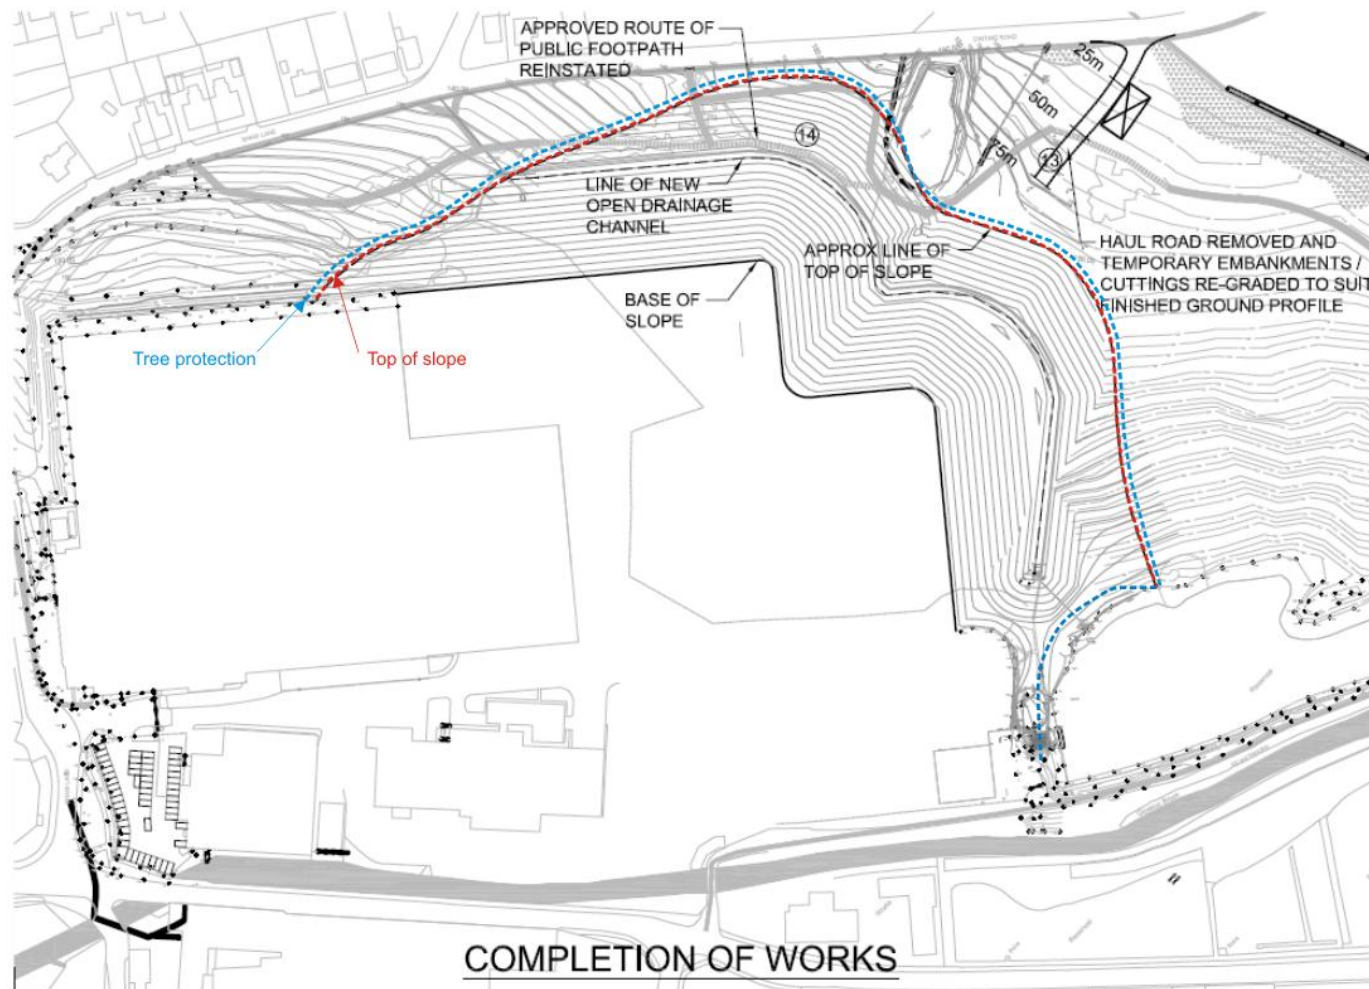 APPROVED ROUTE OF
PUBLIC FOOTPATH
REINSTATED
25m
50m
75m
14
13
LINE OF NEW
OPEN DRAINAGE
CHANNEL
APPROX LINE OF
TOP OF SLOPE
HAUL ROAD REMOVED AND
TEMPORARY EMBANKMENTS /
CUTTINGS RE-GRADED TO SUIT
FINISHED GROUND PROFILE
BASE OF
SLOPE
Tree protection
Top of slope
COMPLETION OF WORKS